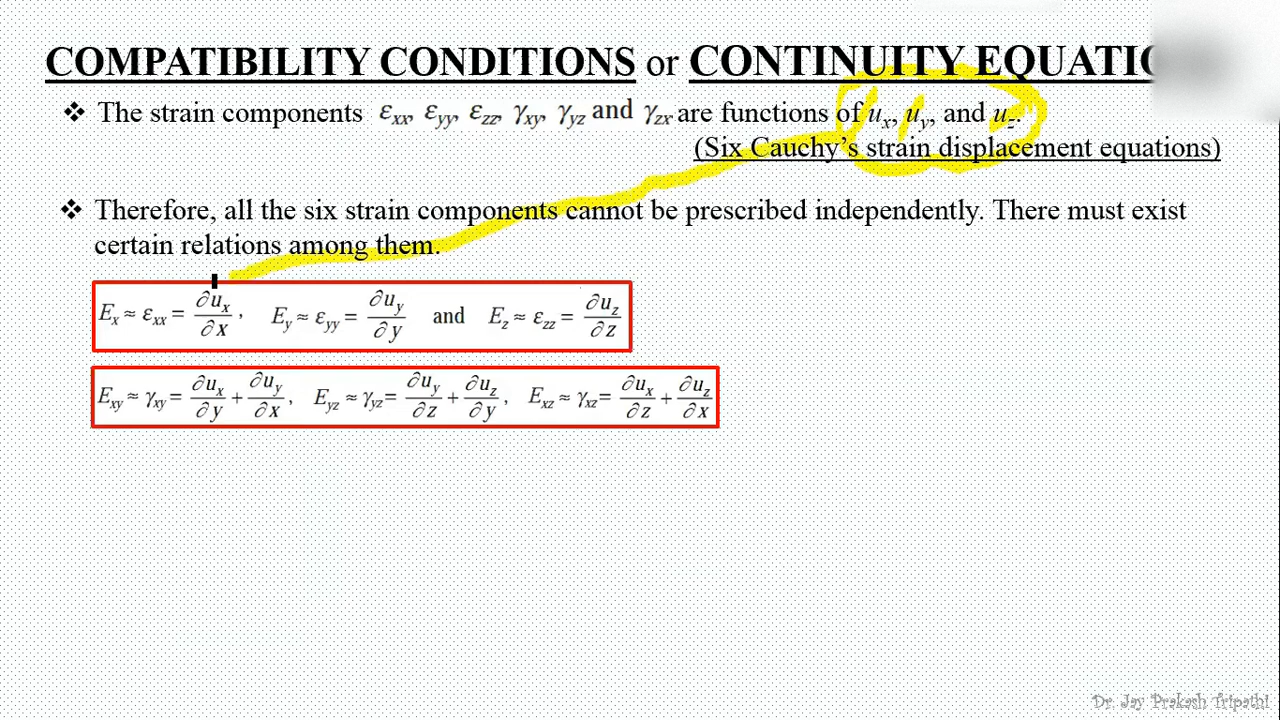 COMPATIBILITY CONDITIONS or CONTINUITY EQUATIO
❖ The strain components εxx, εyy, εzz, γxy, γyz and γzx are functions of ux, uy, and uz.
(Six Cauchy's strain displacement equations)
❖ Therefore, all the six strain components cannot be prescribed independently. There must exist
certain relations among them.
Ex ≈ εxx = ∂ux/∂x, Ey ≈ εyy = ∂uy/∂y and Ez ≈ εzz = ∂uz/∂z
Exy ≈ γxy = ∂ux/∂y + ∂uy/∂x, Eyz ≈ γyz = ∂uy/∂z + ∂uz/∂y, Exz ≈ γxz = ∂ux/∂z + ∂uz/∂x
Dr. Jay Prakash Tripathi